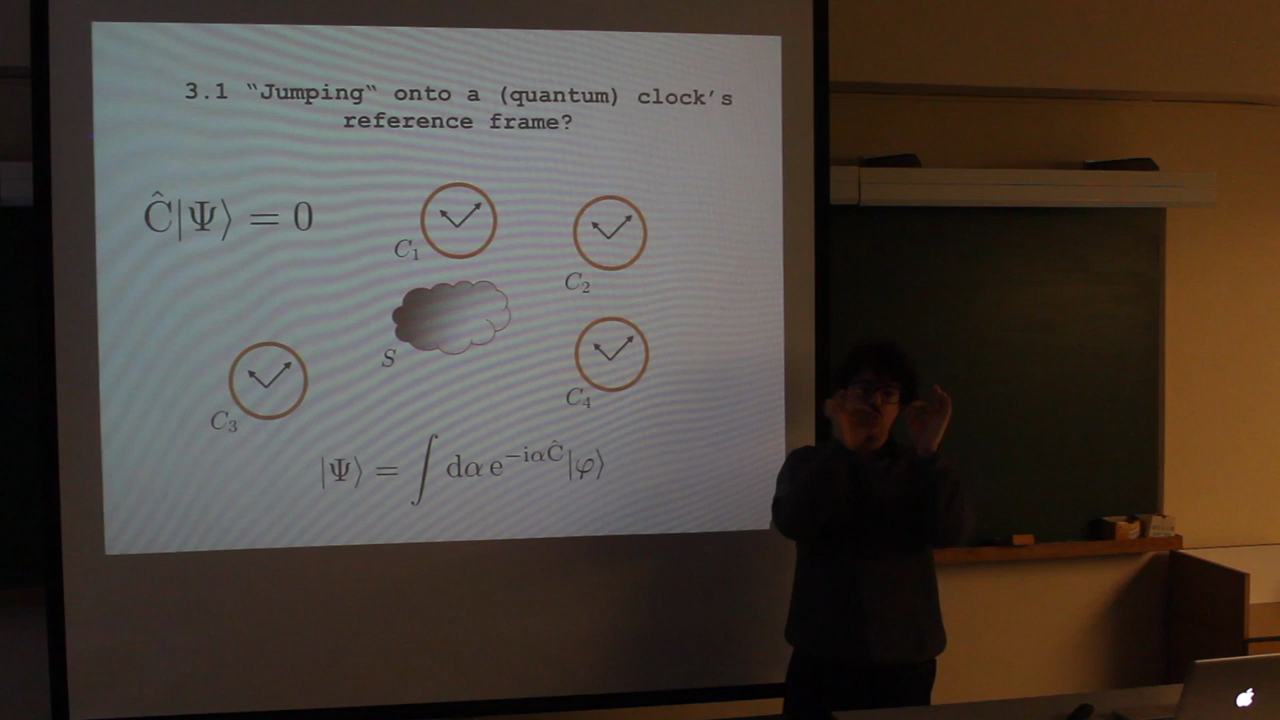 3.1 “Jumping“ onto a (quantum) clock’s
reference frame?
Ĉ|Ψ⟩ = 0
C₁
C₂
S
C₃
C₄
|Ψ⟩ = ∫ dα e^{−iαĈ}|φ⟩